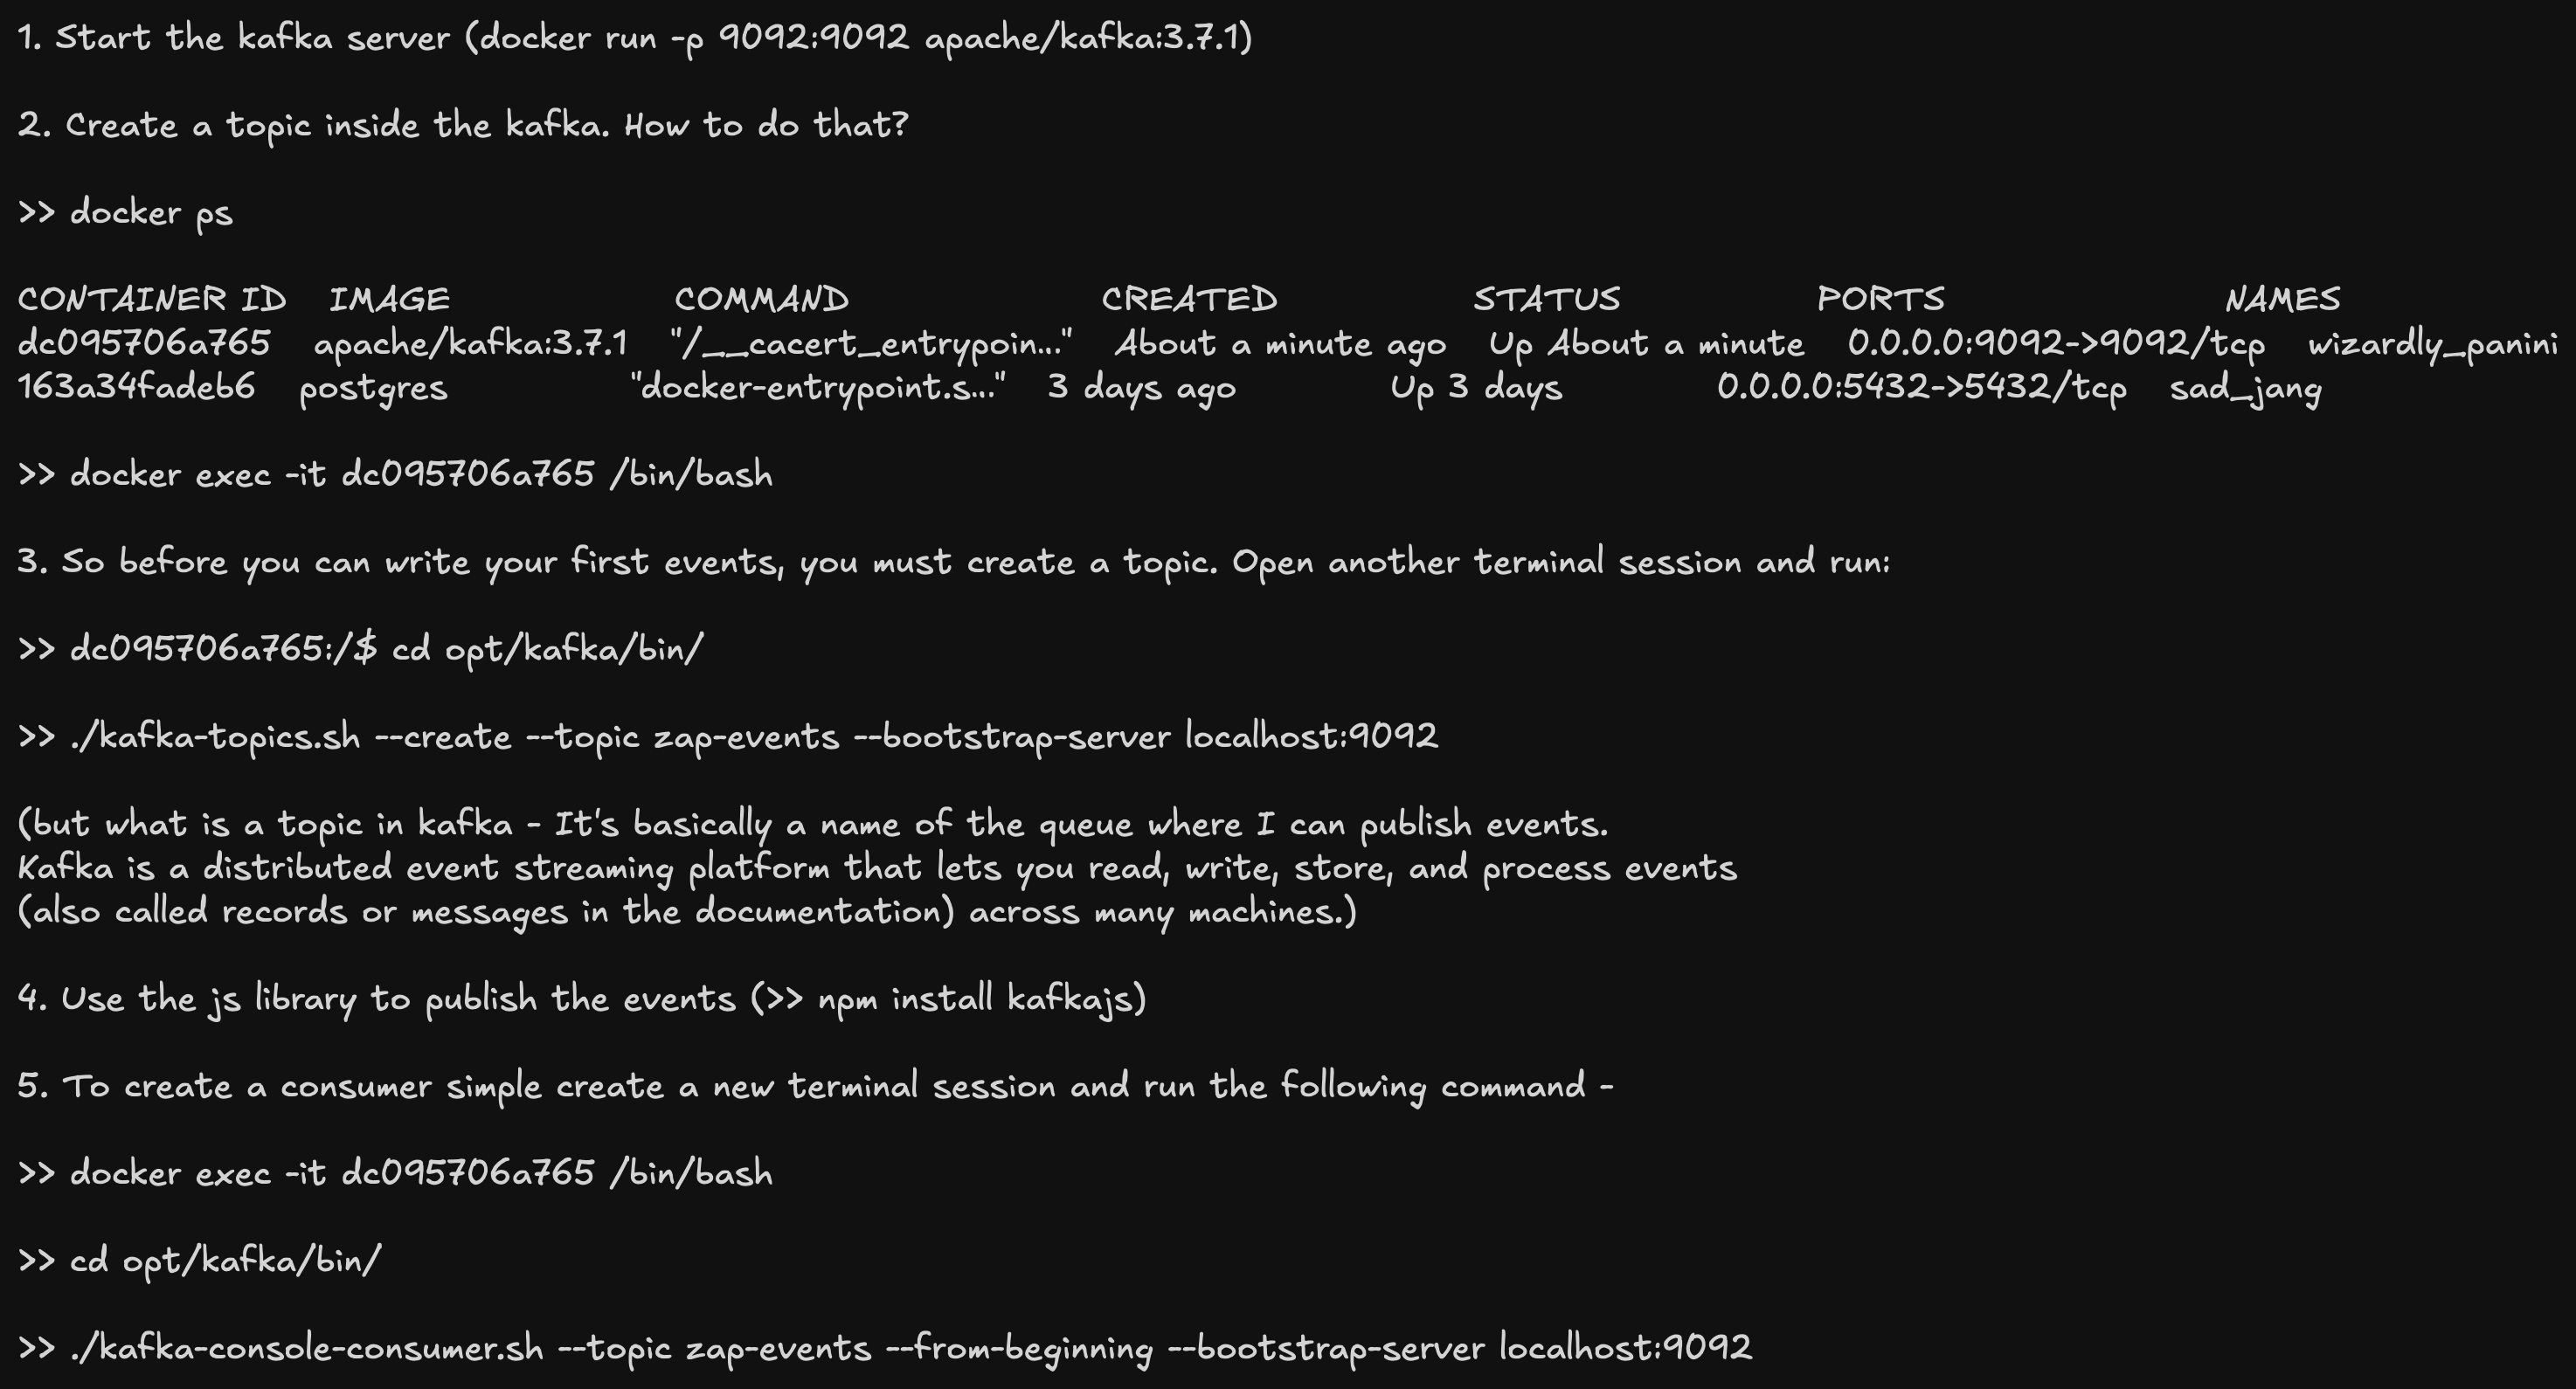 1. Start the kafka server (docker run -p 9092:9092 apache/kafka:3.7.1)
2. Create a topic inside the kafka. How to do that?
>> docker ps
CONTAINER ID IMAGE COMMAND CREATED STATUS PORTS NAMES
dc095706a765 apache/kafka:3.7.1 "/__cacert_entrypoin..." About a minute ago Up About a minute 0.0.0.0:9092->9092/tcp wizardly_panini
163a34fadeb6 postgres "docker-entrypoint.s..." 3 days ago Up 3 days 0.0.0.0:5432->5432/tcp sad_jang
>> docker exec -it dc095706a765 /bin/bash
3. So before you can write your first events, you must create a topic. Open another terminal session and run:
>> dc095706a765:/$ cd opt/kafka/bin/
>> ./kafka-topics.sh --create --topic zap-events --bootstrap-server localhost:9092
(but what is a topic in kafka - It's basically a name of the queue where I can publish events.
Kafka is a distributed event streaming platform that lets you read, write, store, and process events
(also called records or messages in the documentation) across many machines.)
4. Use the js library to publish the events (>> npm install kafkajs)
5. To create a consumer simple create a new terminal session and run the following command -
>> docker exec -it dc095706a765 /bin/bash
>> cd opt/kafka/bin/
>> ./kafka-console-consumer.sh --topic zap-events --from-beginning --bootstrap-server localhost:9092